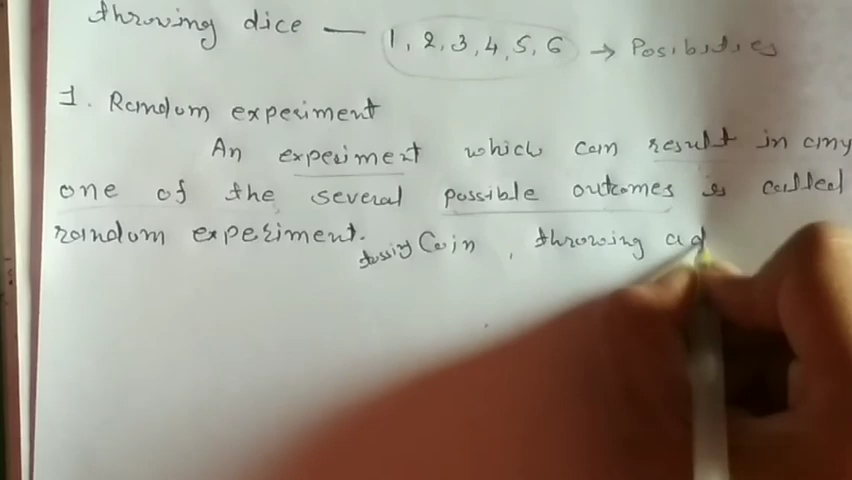 throwing dice — 1, 2, 3, 4, 5, 6 → Posibities
1. Random experiment
An experiment which can result in any
one of the several possible outcomes is called
random experiment.
tossing Coin, throwing a d